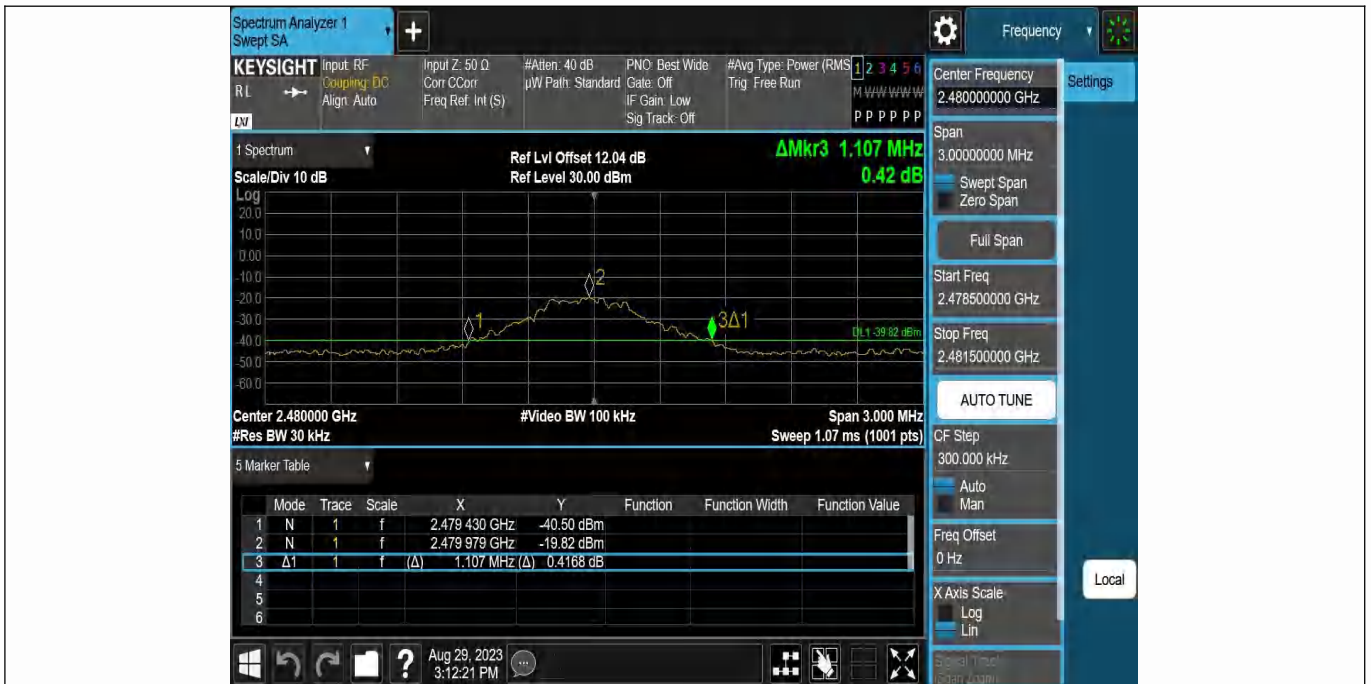 Spectrum Analyzer 1
Swept SA
+
Frequency
KEYSIGHT
RL
LXI
Input: RF
Coupling: DC
Align: Auto
Input Z: 50 Ω
Corr CCorr
Freq Ref: Int (S)
#Atten: 40 dB
µW Path: Standard
PNO: Best Wide
Gate: Off
IF Gain: Low
Sig Track: Off
#Avg Type: Power (RMS
Trig: Free Run
1 2 3 4 5 6
M W W W W W
P P P P P P
1 Spectrum
Scale/Div 10 dB
Ref Lvl Offset 12.04 dB
Ref Level 30.00 dBm
ΔMkr3 1.107 MHz
0.42 dB
Log
20.0
10.0
0.00
-10.0
-20.0
-30.0
-40.0
-50.0
-60.0
1
2
3Δ1
DL1 -39.82 dBm
Center 2.480000 GHz
#Video BW 100 kHz
Span 3.000 MHz
#Res BW 30 kHz
Sweep 1.07 ms (1001 pts)
5 Marker Table
Mode Trace Scale X Y Function Function Width Function Value
1 N 1 f 2.479 430 GHz -40.50 dBm
2 N 1 f 2.479 979 GHz -19.82 dBm
3 Δ1 1 f (Δ) 1.107 MHz (Δ) 0.4168 dB
4
5
6
?
Aug 29, 2023
3:12:21 PM
Center Frequency
2.480000000 GHz
Settings
Span
3.00000000 MHz
Swept Span
Zero Span
Full Span
Start Freq
2.478500000 GHz
Stop Freq
2.481500000 GHz
AUTO TUNE
CF Step
300.000 kHz
Auto
Man
Freq Offset
0 Hz
X Axis Scale
Log
Lin
Signal Track
(Span Zoom)
Local